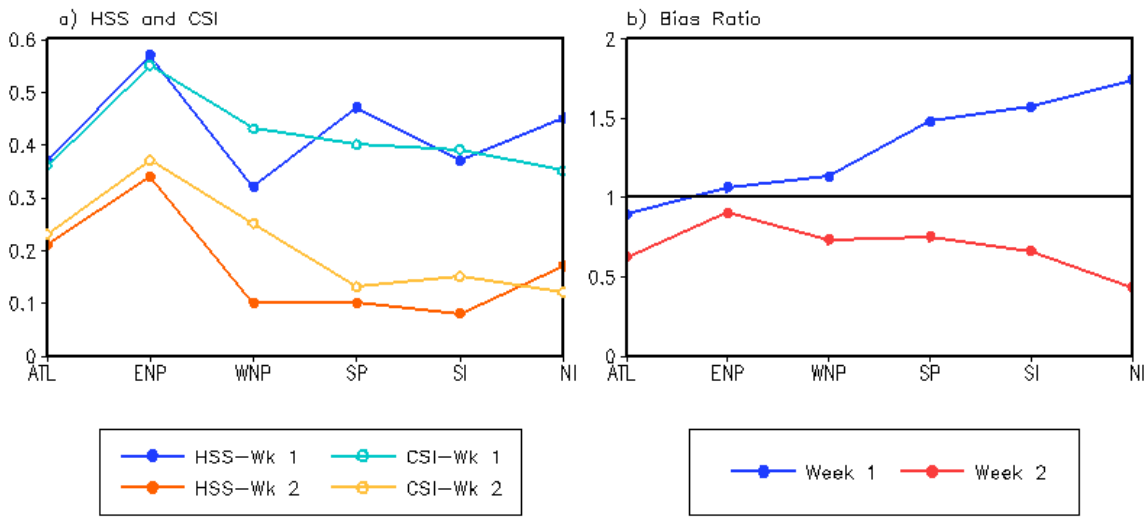 a) HSS and CSI
0.6
0.5
0.4
0.3
0.2
0.1
0
ATL ENP WNP SP SI NI
HSS-Wk 1 CSI-Wk 1
HSS-Wk 2 CSI-Wk 2
b) Bias Ratio
2
1.5
1
0.5
0
ATL ENP WNP SP SI NI
Week 1 Week 2